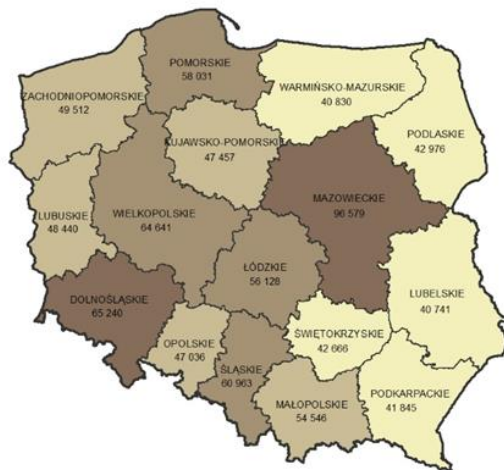 POMORSKIE
58 031
ZACHODNIOPOMORSKIE
49 512
WARMIŃSKO-MAZURSKIE
40 830
PODLASKIE
42 976
KUJAWSKO-POMORSKIE
47 457
MAZOWIECKIE
96 579
LUBUSKIE
48 440
WIELKOPOLSKIE
64 641
ŁÓDZKIE
56 128
LUBELSKIE
40 741
DOLNOŚLĄSKIE
65 240
OPOLSKIE
47 036
ŚLĄSKIE
60 963
ŚWIĘTOKRZYSKIE
42 666
MAŁOPOLSKIE
54 546
PODKARPACKIE
41 845